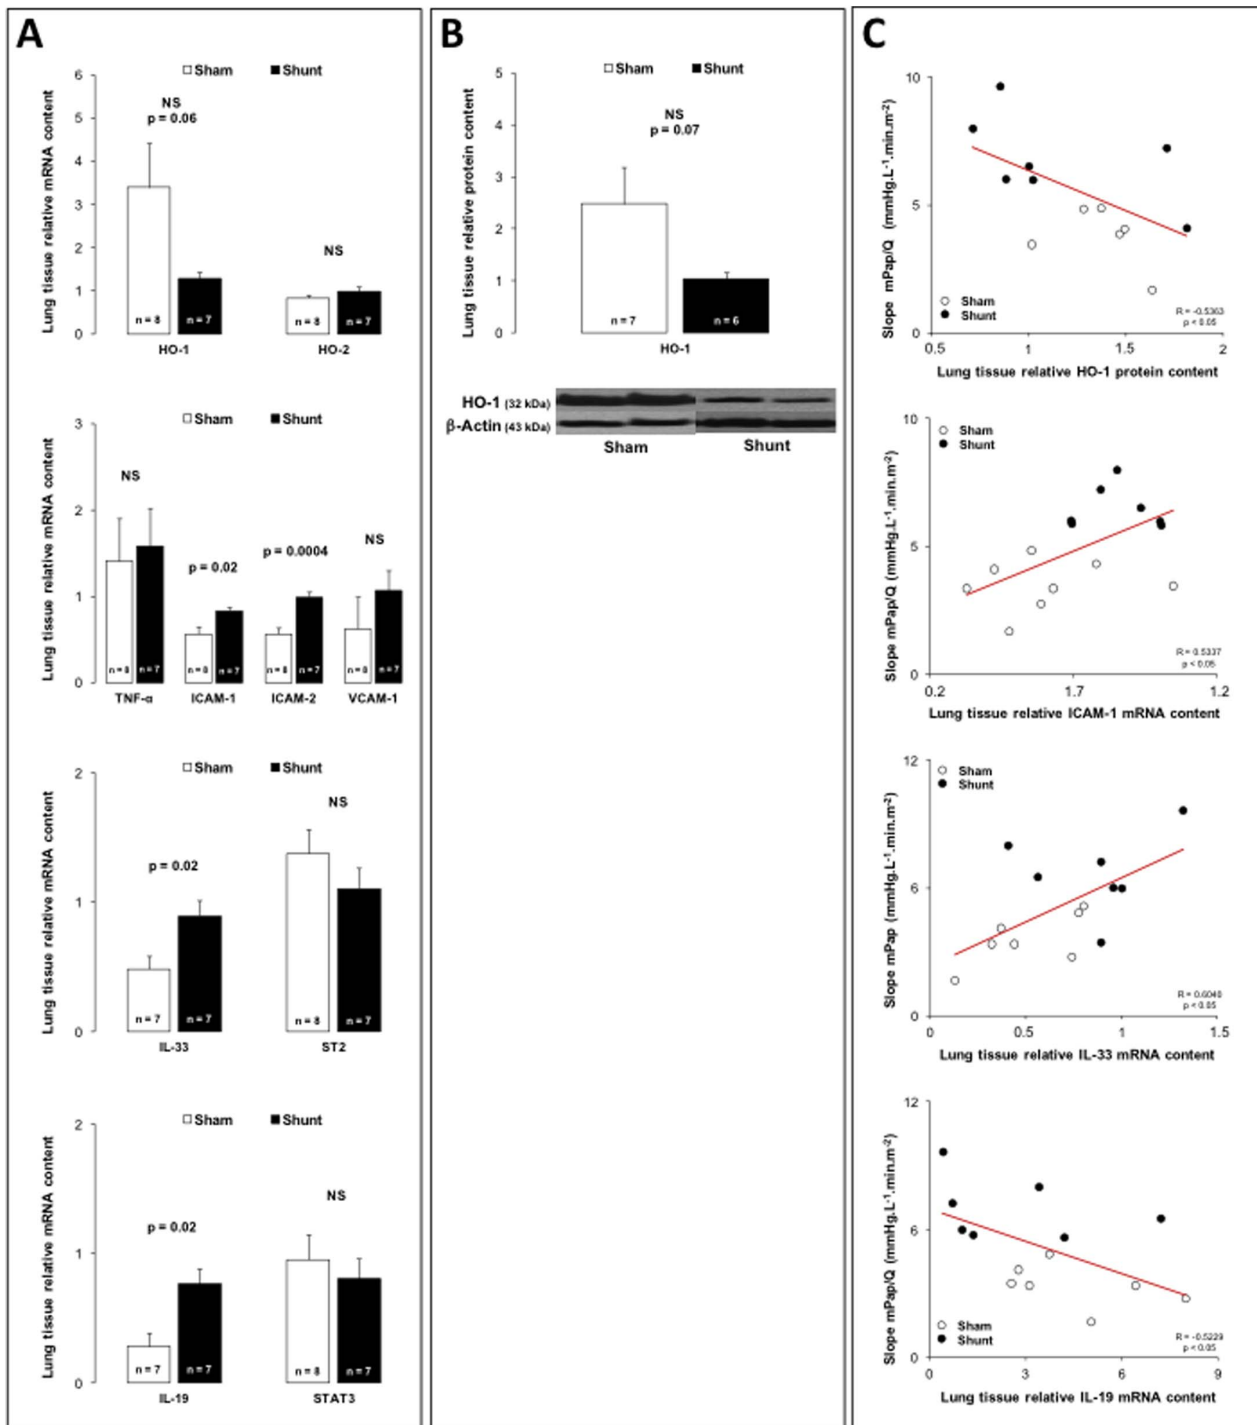 A
Sham Shunt
Lung tissue relative mRNA content
6
5
4
3
2
1
0
NS
p = 0.06
NS
n = 8 n = 7 n = 8 n = 7
HO-1 HO-2
Sham Shunt
Lung tissue relative mRNA content
3
2
1
0
NS
p = 0.02
p = 0.0004
NS
n = 8 n = 7 n = 8 n = 7 n = 8 n = 7 n = 8 n = 7
TNF-α ICAM-1 ICAM-2 VCAM-1
Sham Shunt
Lung tissue relative mRNA content
2
1
0
p = 0.02
NS
n = 7 n = 7 n = 8 n = 7
IL-33 ST2
Sham Shunt
Lung tissue relative mRNA content
2
1
0
p = 0.02
NS
n = 7 n = 7 n = 8 n = 7
IL-19 STAT3
B
Sham Shunt
Lung tissue relative protein content
5
4
3
2
1
0
NS
p = 0.07
n = 7 n = 6
HO-1
HO-1 (32 kDa)
β-Actin (43 kDa)
Sham Shunt
C
Slope mPap/Q (mmHg.L⁻¹.min.m⁻²)
10
5
0
Sham
Shunt
R = -0.5363
p < 0.05
0.5 1 1.5 2
Lung tissue relative HO-1 protein content
Slope mPap/Q (mmHg.L⁻¹.min.m⁻²)
10
5
0
Sham
Shunt
R = 0.5337
p < 0.05
0.2 1.7 1.2
Lung tissue relative ICAM-1 mRNA content
Slope mPap (mmHg.L⁻¹.min.m⁻²)
12
6
0
Sham
Shunt
R = 0.6040
p < 0.05
0 0.5 1 1.5
Lung tissue relative IL-33 mRNA content
Slope mPap/Q (mmHg.L⁻¹.min.m⁻²)
12
6
0
Sham
Shunt
R = -0.5229
p < 0.05
0 3 6 9
Lung tissue relative IL-19 mRNA content